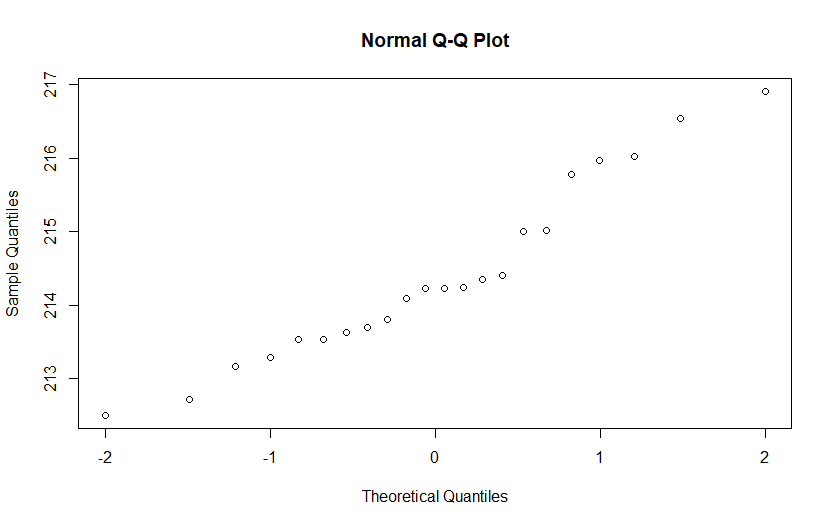 Normal Q-Q Plot
217
216
215
214
213
Sample Quantiles
-2 -1 0 1 2
Theoretical Quantiles